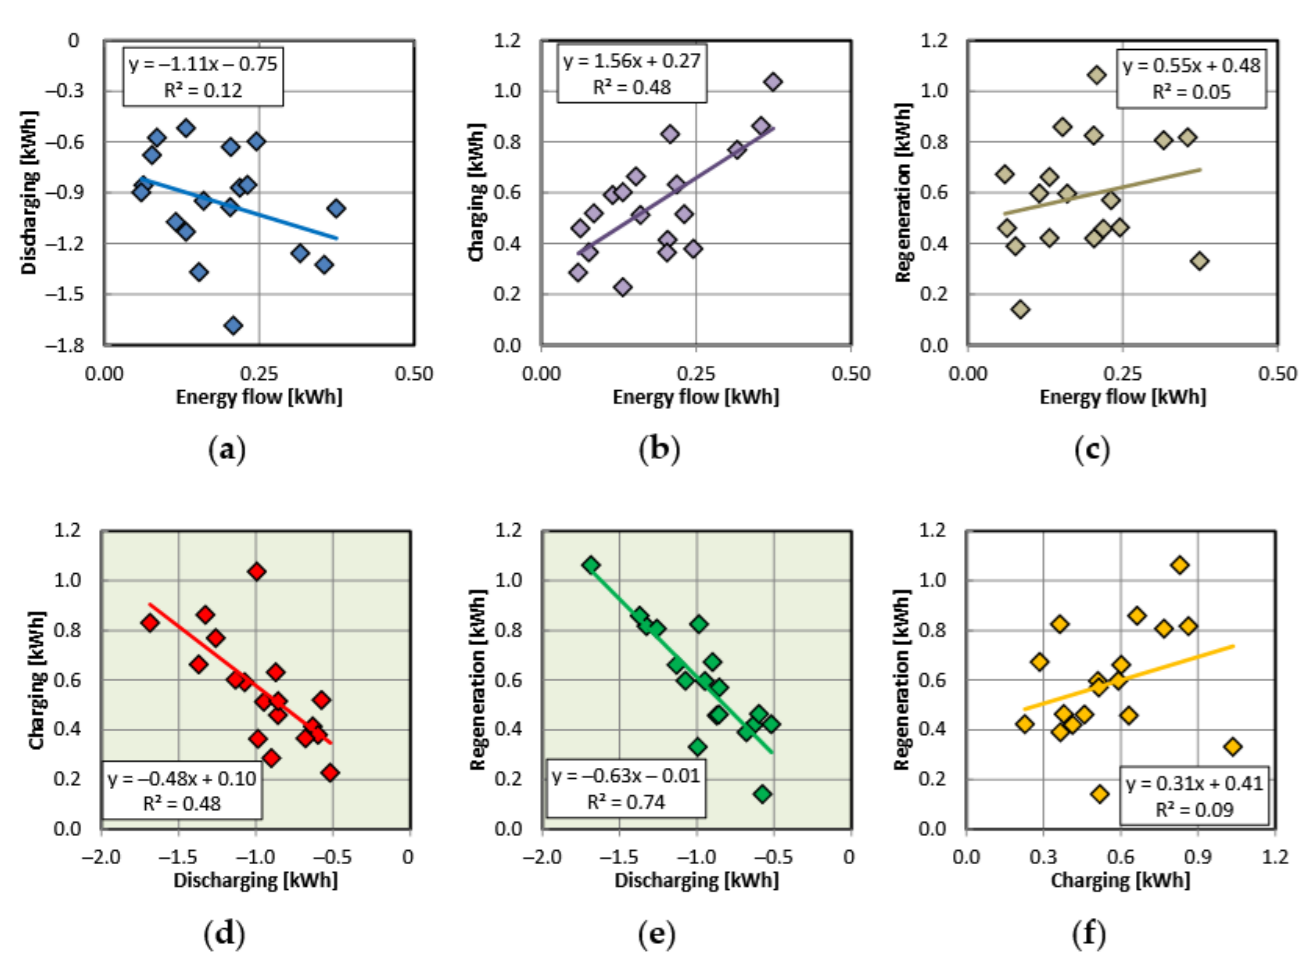 0
–0.3
–0.6
–0.9
–1.2
–1.5
–1.8
Discharging [kWh]
y = –1.11x – 0.75
R² = 0.12
0.00
0.25
0.50
Energy flow [kWh]
(a)
1.2
1.0
0.8
0.6
0.4
0.2
0.0
Charging [kWh]
y = 1.56x + 0.27
R² = 0.48
0.00
0.25
0.50
Energy flow [kWh]
(b)
1.2
1.0
0.8
0.6
0.4
0.2
0.0
Regeneration [kWh]
y = 0.55x + 0.48
R² = 0.05
0.00
0.25
0.50
Energy flow [kWh]
(c)
1.2
1.0
0.8
0.6
0.4
0.2
0.0
Charging [kWh]
y = –0.48x + 0.10
R² = 0.48
–2.0
–1.5
–1.0
–0.5
0
Discharging [kWh]
(d)
1.2
1.0
0.8
0.6
0.4
0.2
0.0
Regeneration [kWh]
y = –0.63x – 0.01
R² = 0.74
–2.0
–1.5
–1.0
–0.5
0
Discharging [kWh]
(e)
1.2
1.0
0.8
0.6
0.4
0.2
0.0
Regeneration [kWh]
y = 0.31x + 0.41
R² = 0.09
0.0
0.3
0.6
0.9
1.2
Charging [kWh]
(f)